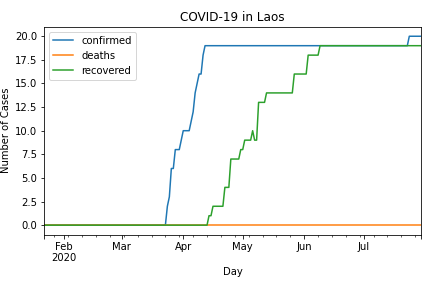 COVID-19 in Laos
confirmed
deaths
recovered
Number of Cases
20.0
17.5
15.0
12.5
10.0
7.5
5.0
2.5
0.0
Feb
2020
Mar
Apr
May
Jun
Jul
Day